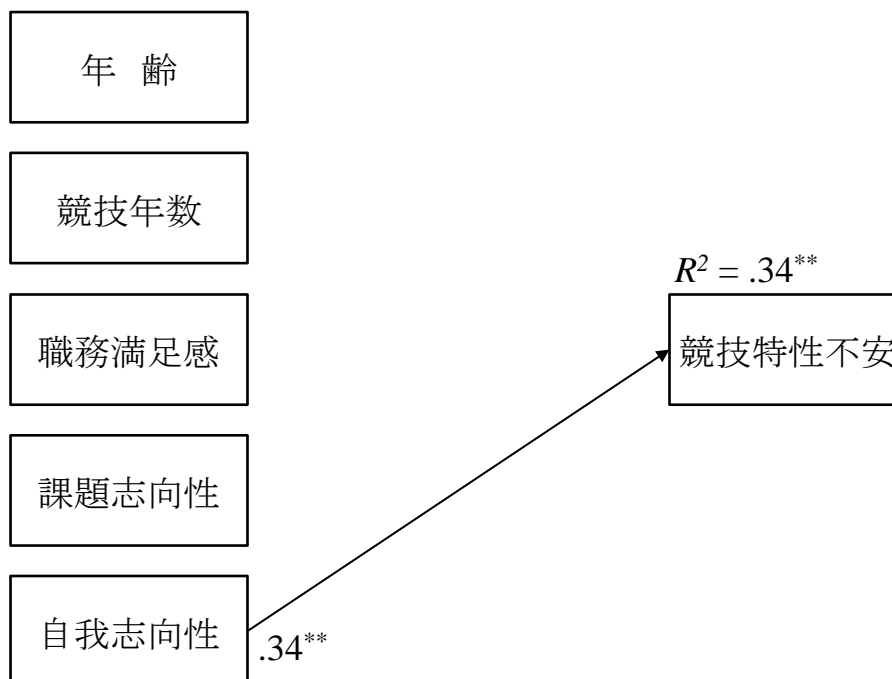 年 齢
競技年数
R² = .34**
職務満足感
競技特性不安
課題志向性
自我志向性
.34**